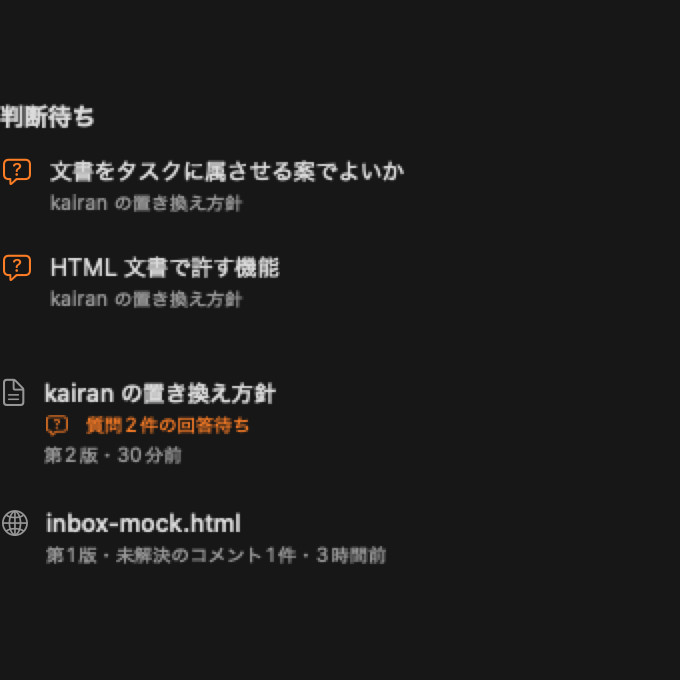 判断待ち
文書をタスクに属させる案でよいか
kairan の置き換え方針
HTML 文書で許す機能
kairan の置き換え方針
kairan の置き換え方針
質問2件の回答待ち
第2版・30分前
inbox-mock.html
第1版・未解決のコメント1件・3時間前